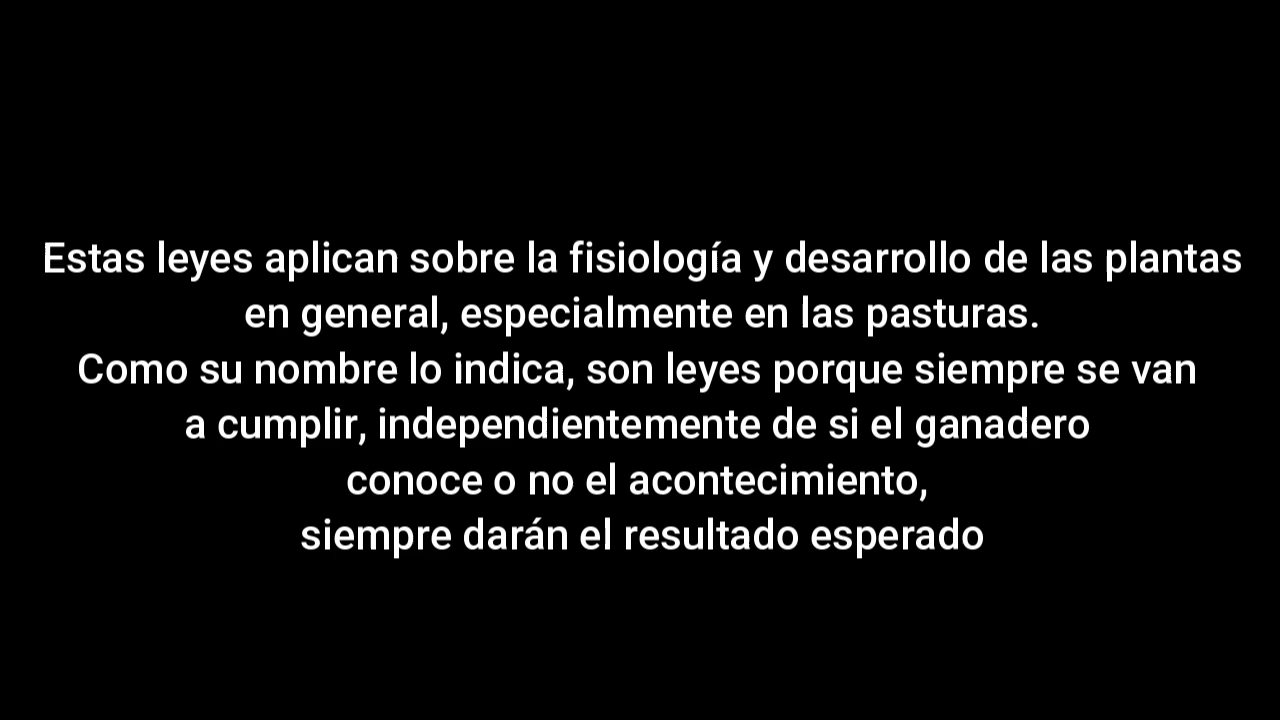 Estas leyes aplican sobre la fisiología y desarrollo de las plantas
en general, especialmente en las pasturas.
Como su nombre lo indica, son leyes porque siempre se van
a cumplir, independientemente de si el ganadero
conoce o no el acontecimiento,
siempre darán el resultado esperado